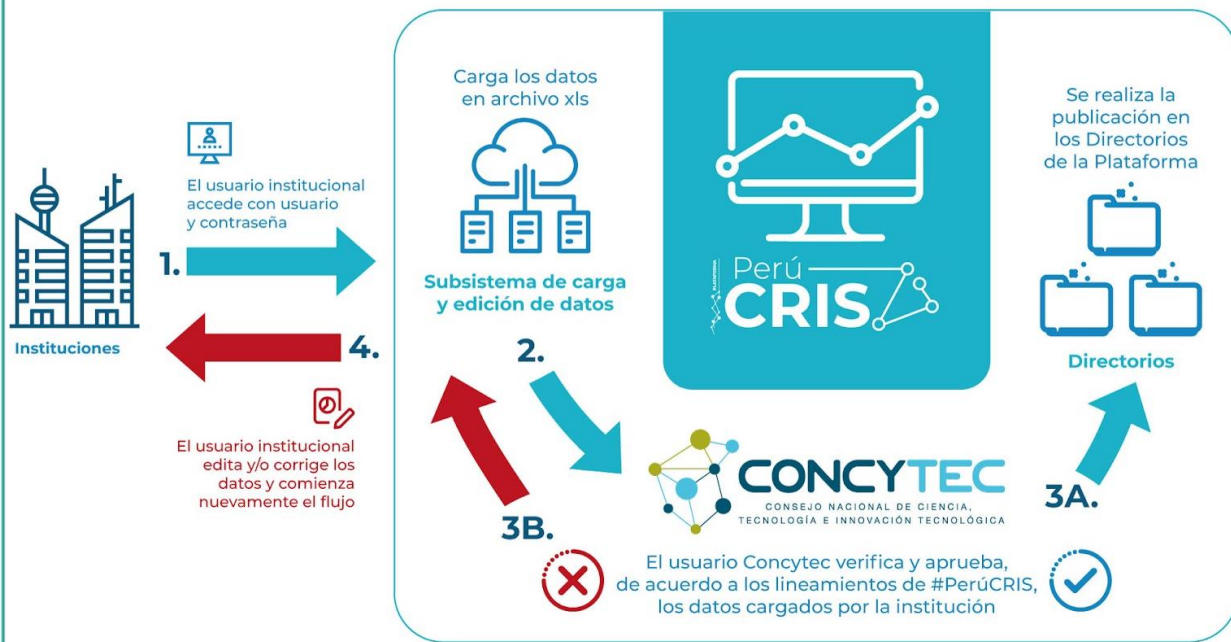 Instituciones
El usuario institucional
accede con usuario
y contraseña
1.
Carga los datos
en archivo xls
Subsistema de carga
y edición de datos
2.
PLATAFORMA
Perú
CRIS
CONCYTEC
CONSEJO NACIONAL DE CIENCIA,
TECNOLOGÍA E INNOVACIÓN TECNOLÓGICA
El usuario Concytec verifica y aprueba,
de acuerdo a los lineamientos de #PerúCRIS,
los datos cargados por la institución
3A.
Se realiza la
publicación en
los Directorios
de la Plataforma
Directorios
3B.
4.
El usuario institucional
edita y/o corrige los
datos y comienza
nuevamente el flujo